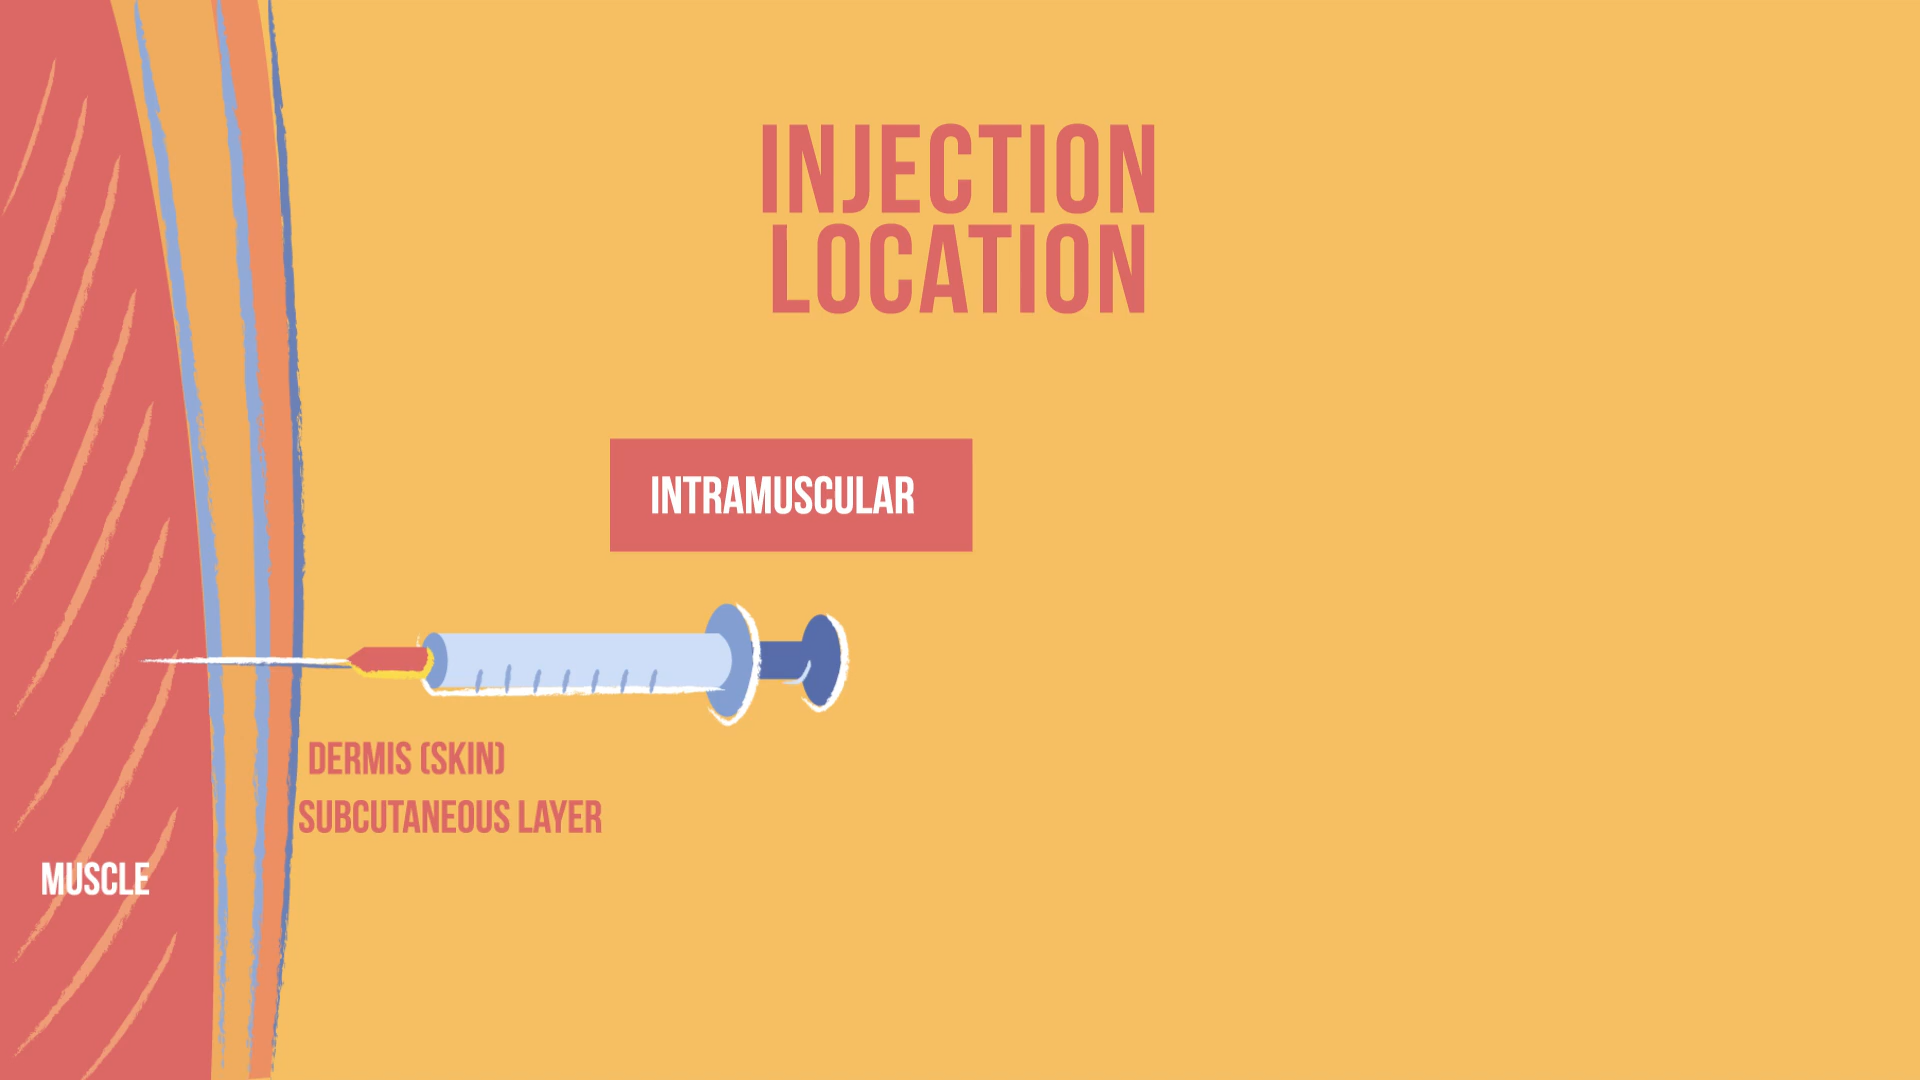 INJECTION
LOCATION
INTRAMUSCULAR
DERMIS (SKIN)
SUBCUTANEOUS LAYER
MUSCLE